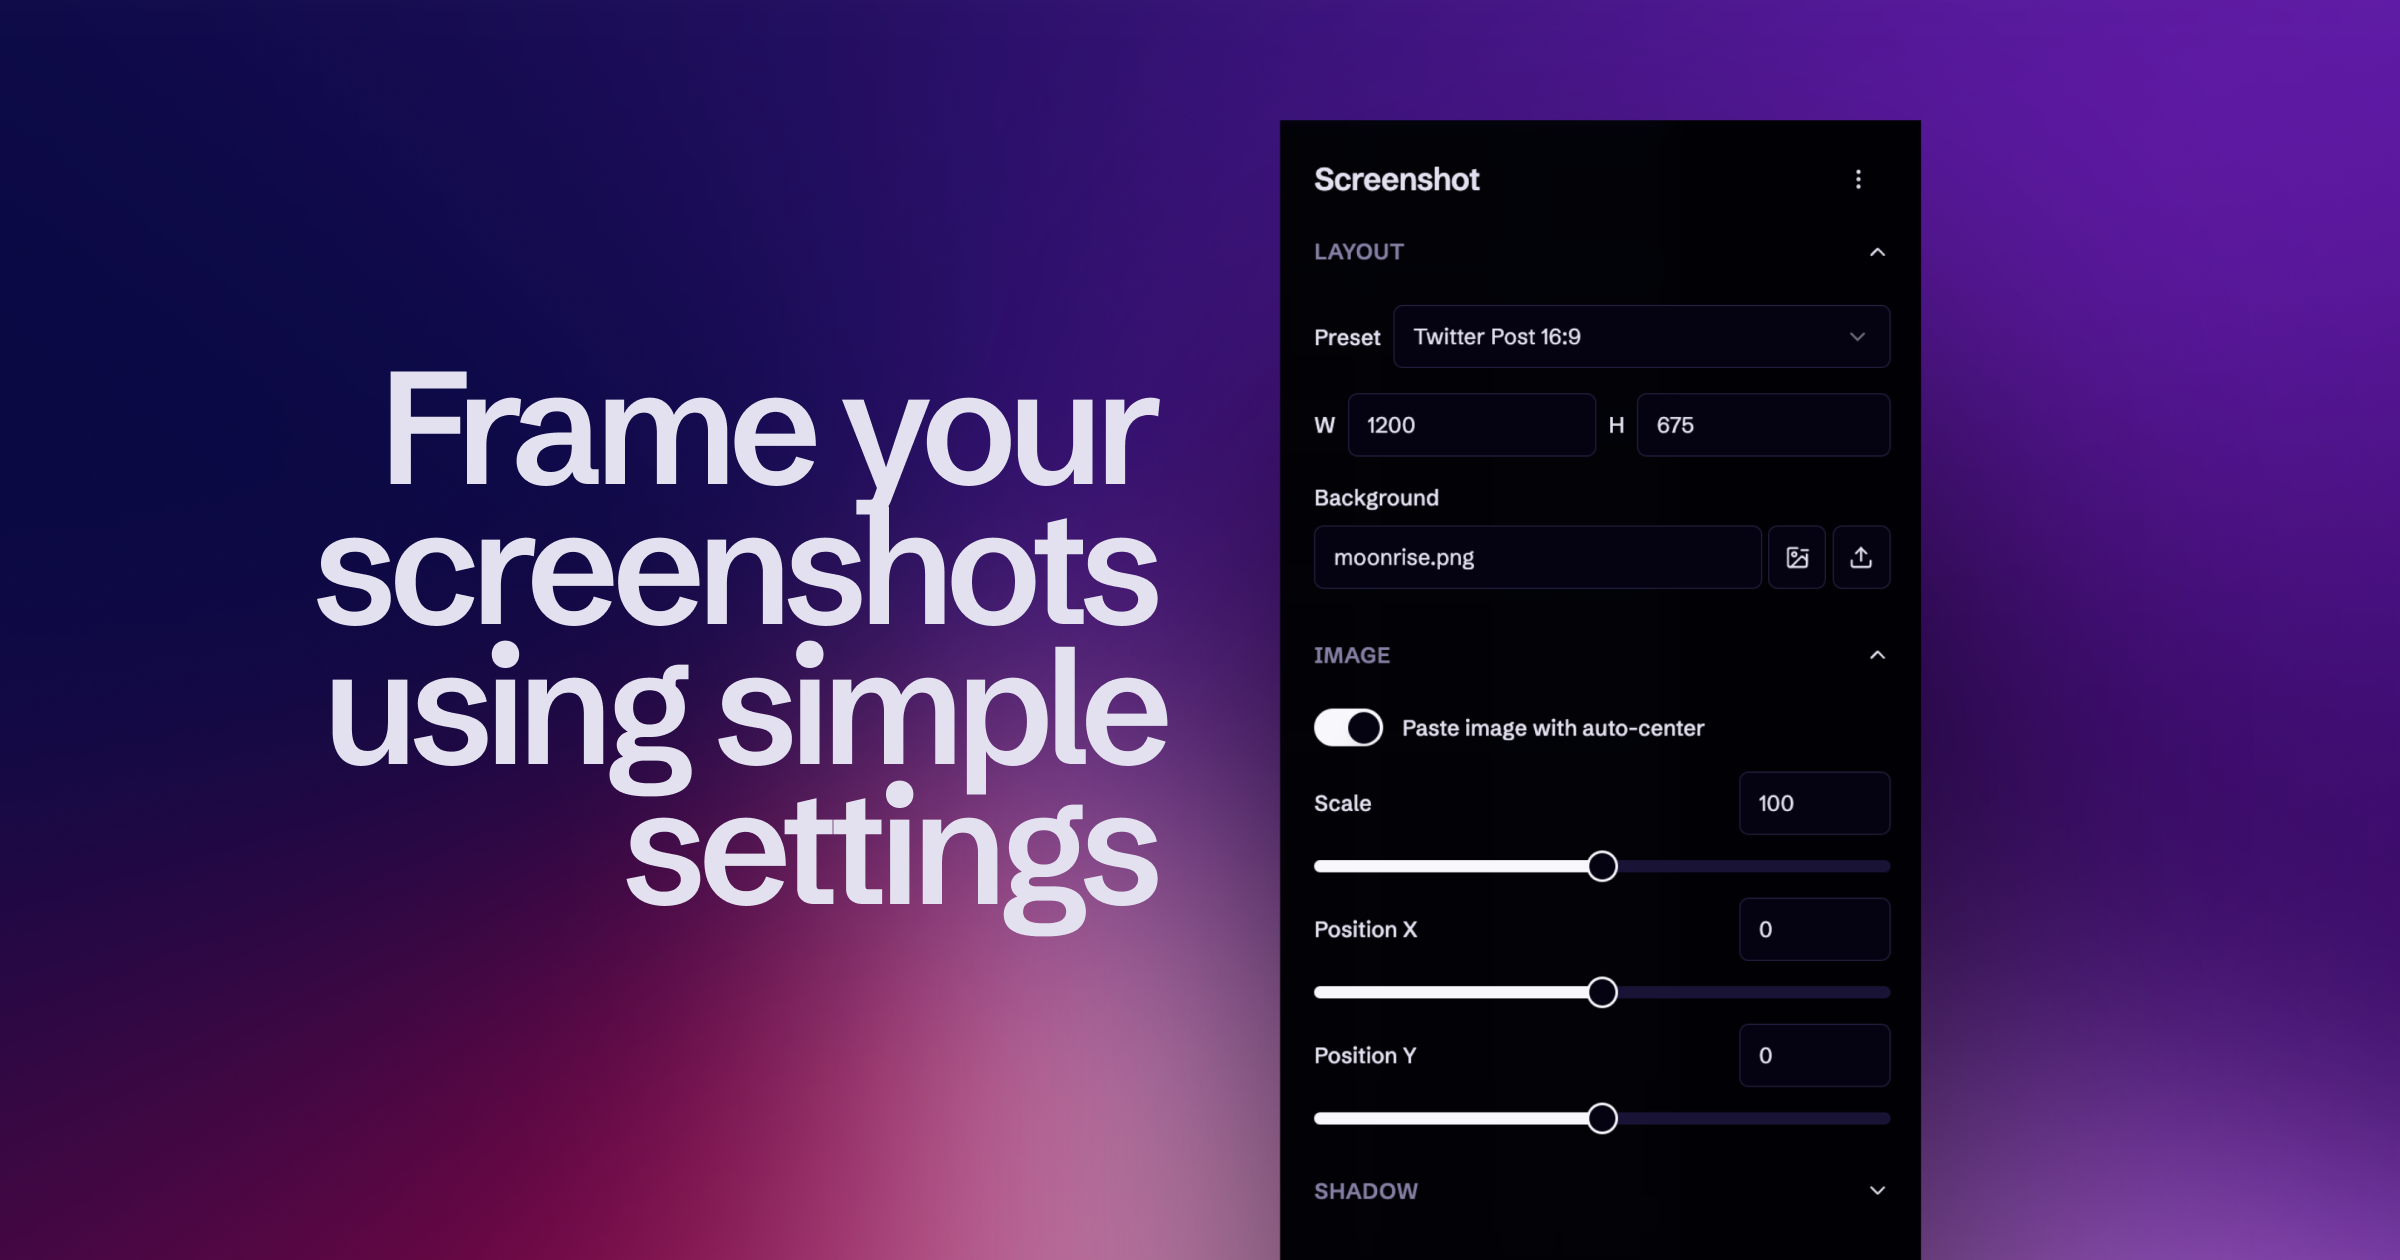 Frame your
screenshots
using simple
settings
Screenshot
LAYOUT
Preset Twitter Post 16:9
W 1200 H 675
Background
moonrise.png
IMAGE
Paste image with auto-center
Scale 100
Position X 0
Position Y 0
SHADOW